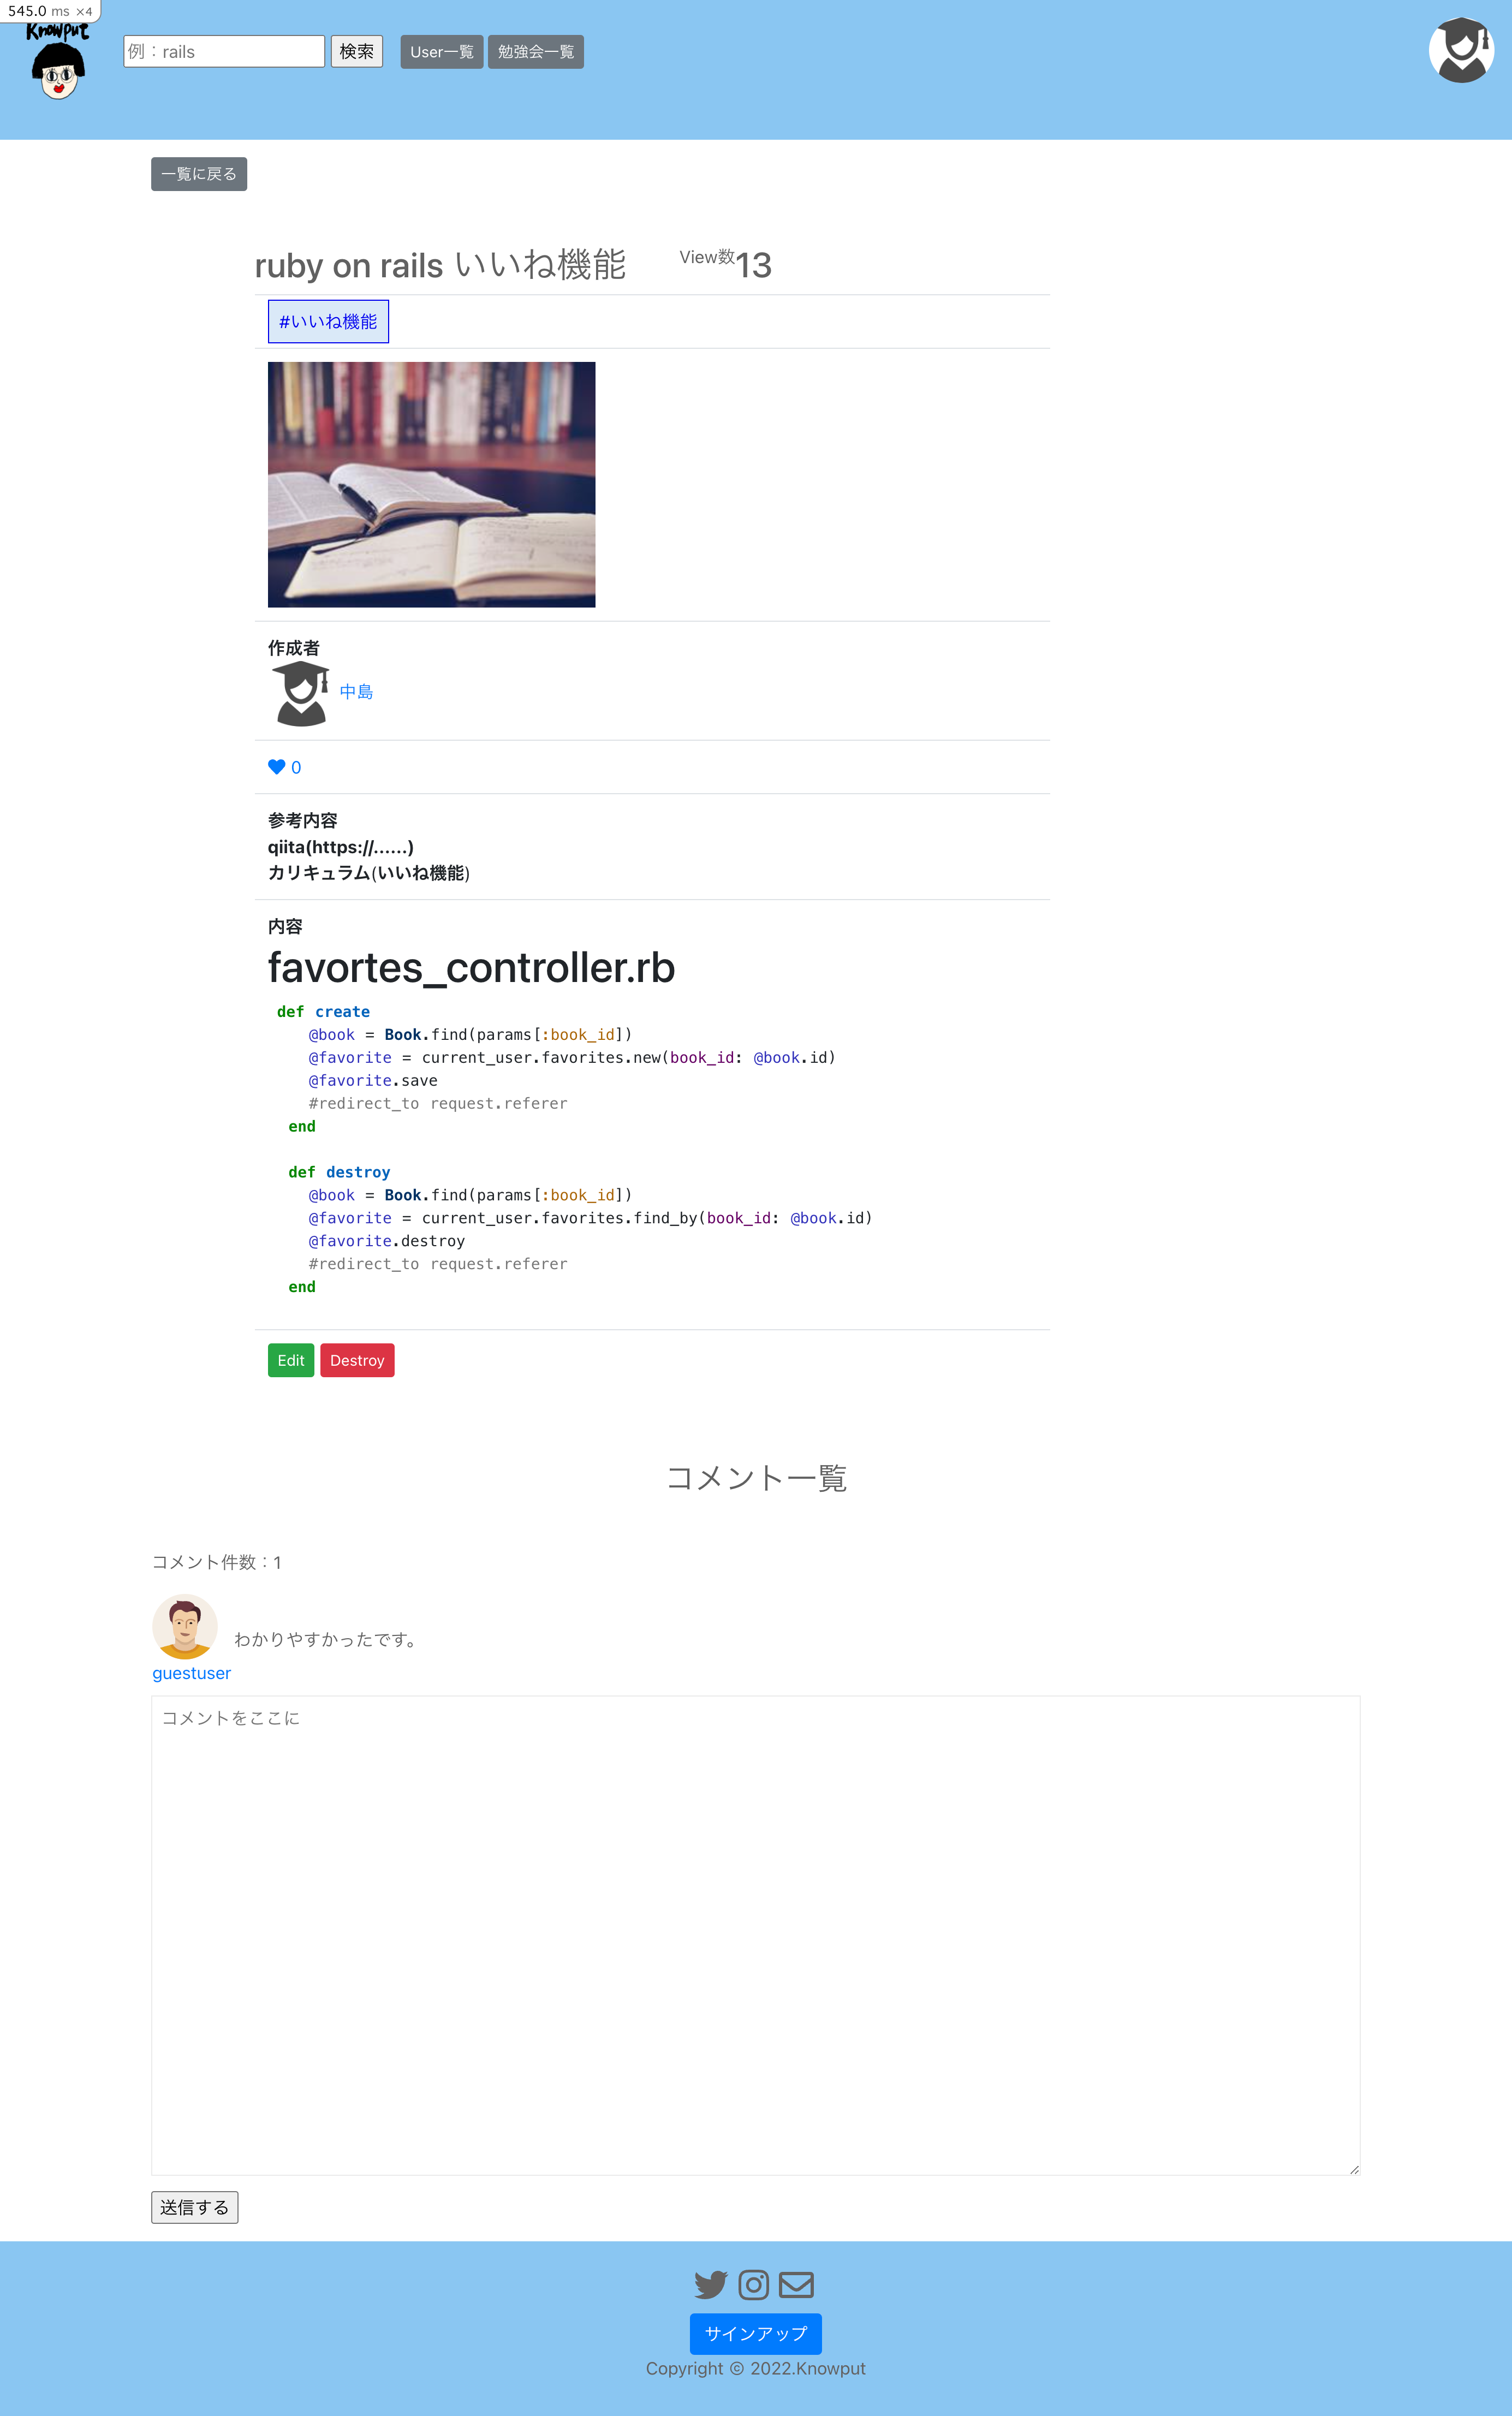 545.0 ms ×4
Knowput
例：rails 検索 User一覧 勉強会一覧
一覧に戻る
ruby on rails いいね機能 View数13
#いいね機能
作成者
中島
0
参考内容
qiita(https://......)
カリキュラム(いいね機能)
内容
favortes_controller.rb
def create
@book = Book.find(params[:book_id])
@favorite = current_user.favorites.new(book_id: @book.id)
@favorite.save
#redirect_to request.referer
end
def destroy
@book = Book.find(params[:book_id])
@favorite = current_user.favorites.find_by(book_id: @book.id)
@favorite.destroy
#redirect_to request.referer
end
Edit Destroy
コメント一覧
コメント件数：1
わかりやすかったです。
guestuser
コメントをここに
送信する
サインアップ
Copyright © 2022.Knowput